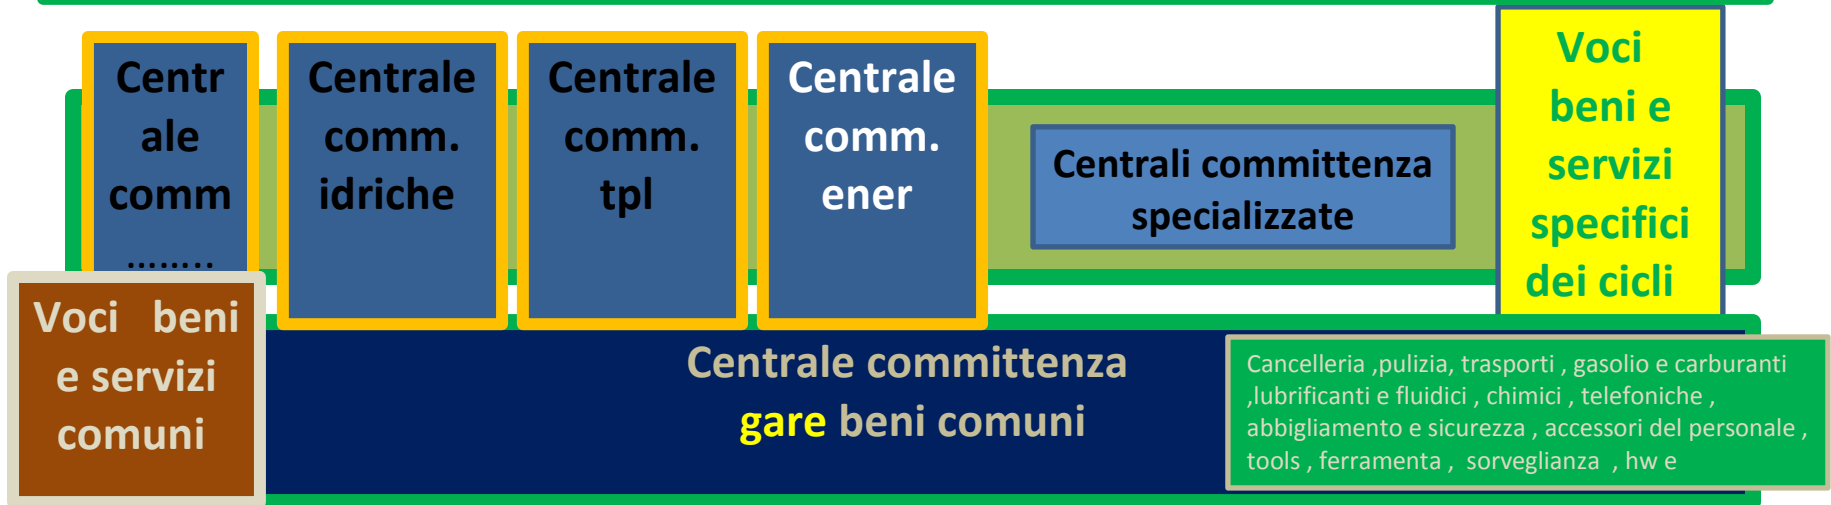 Centr
ale
comm
........
Centrale
comm.
idriche
Centrale
comm.
tpl
Centrale
comm.
ener
Centrali committenza
specializzate
Voci
beni e
servizi
specifici
dei cicli
Voci beni
e servizi
comuni
Centrale committenza
gare beni comuni
Cancelleria ,pulizia, trasporti , gasolio e carburanti
,lubrificanti e fluidici , chimici , telefoniche ,
abbigliamento e sicurezza , accessori del personale ,
tools , ferramenta , sorveglianza , hw e